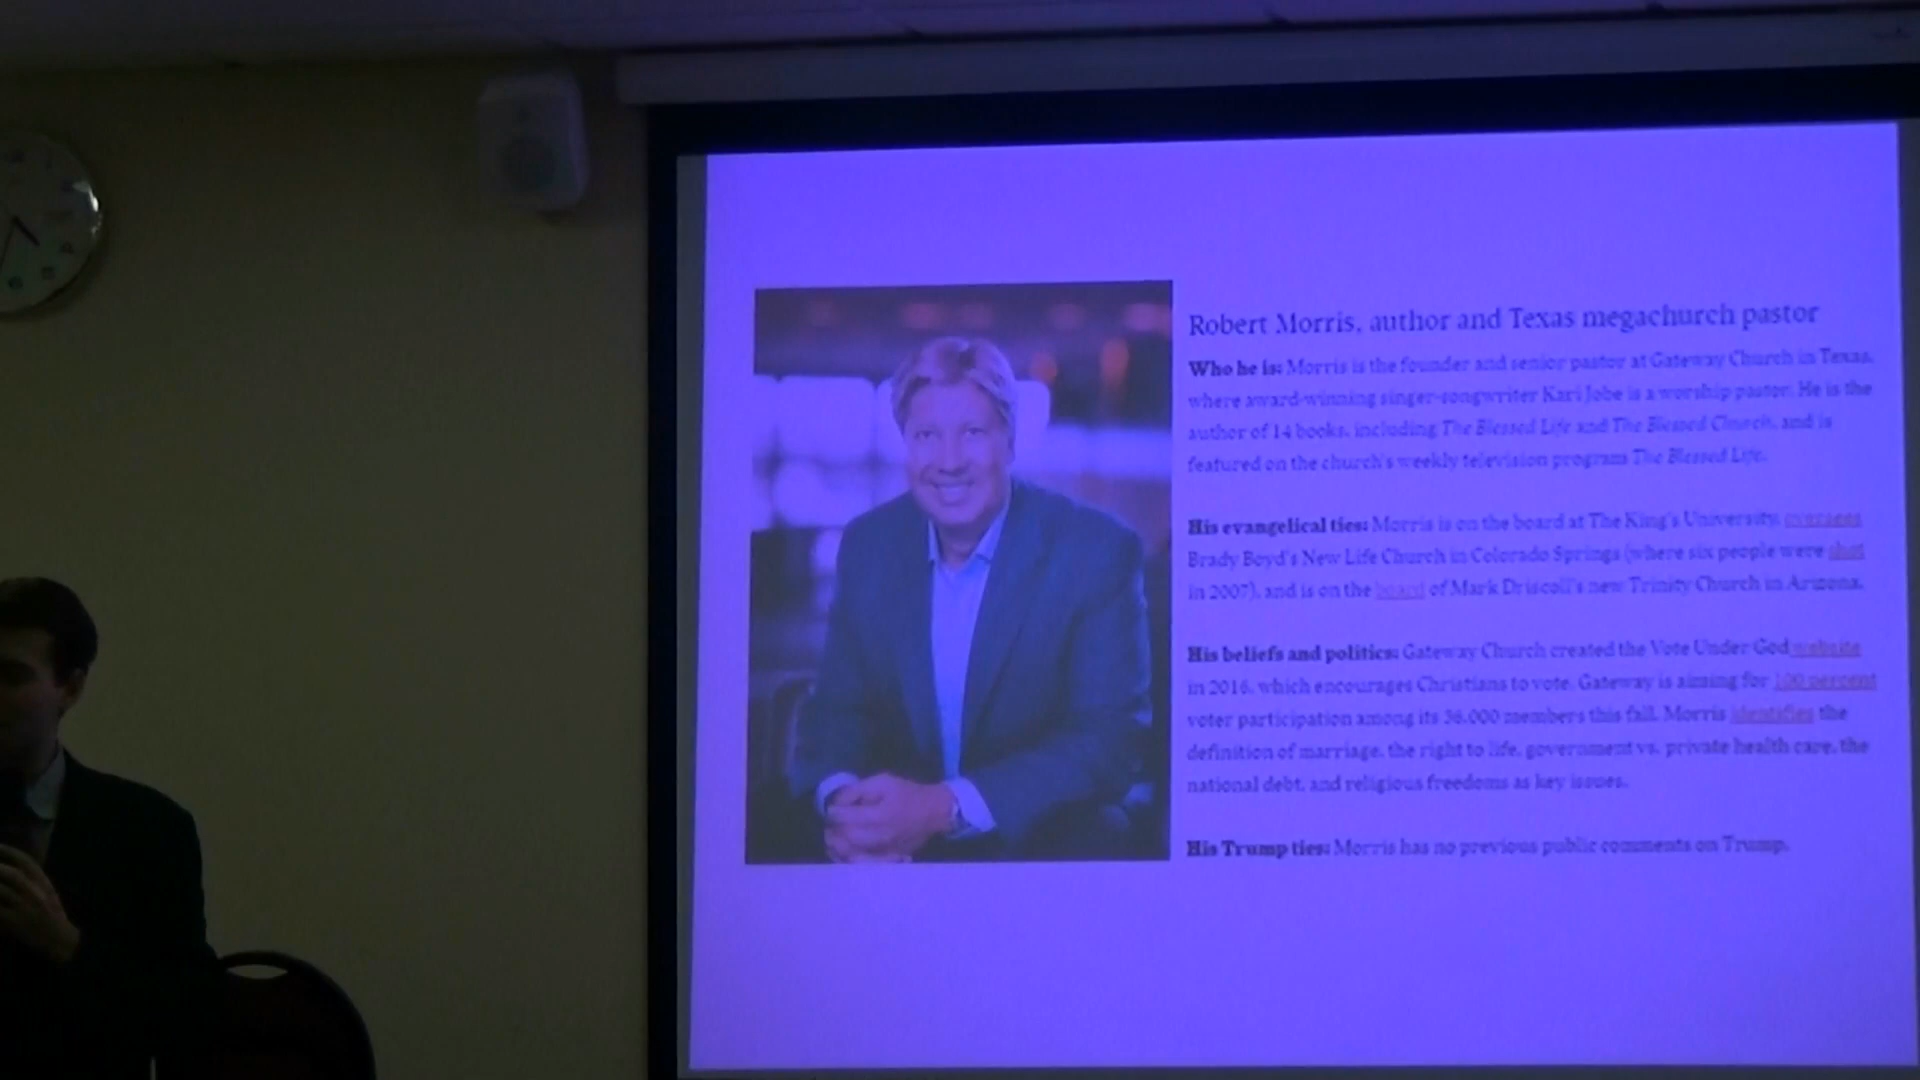 Robert Morris, author and Texas megachurch pastor
Who he is: Morris is the founder and senior pastor at Gateway Church in Texas,
where award-winning singer-songwriter Kari Jobe is a worship pastor. He is the
author of 14 books, including The Blessed Life and The Blessed Church, and is
featured on the church's weekly television program The Blessed Life.
His evangelical ties: Morris is on the board at The King's University, oversees
Brady Boyd's New Life Church in Colorado Springs (where six people were shot
in 2007), and is on the board of Mark Driscoll's new Trinity Church in Arizona.
His beliefs and politics: Gateway Church created the Vote Under God website
in 2016, which encourages Christians to vote. Gateway is aiming for 100 percent
voter participation among its 36,000 members this fall. Morris identifies the
definition of marriage, the right to life, government vs. private health care, the
national debt, and religious freedoms as key issues.
His Trump ties: Morris has no previous public comments on Trump.